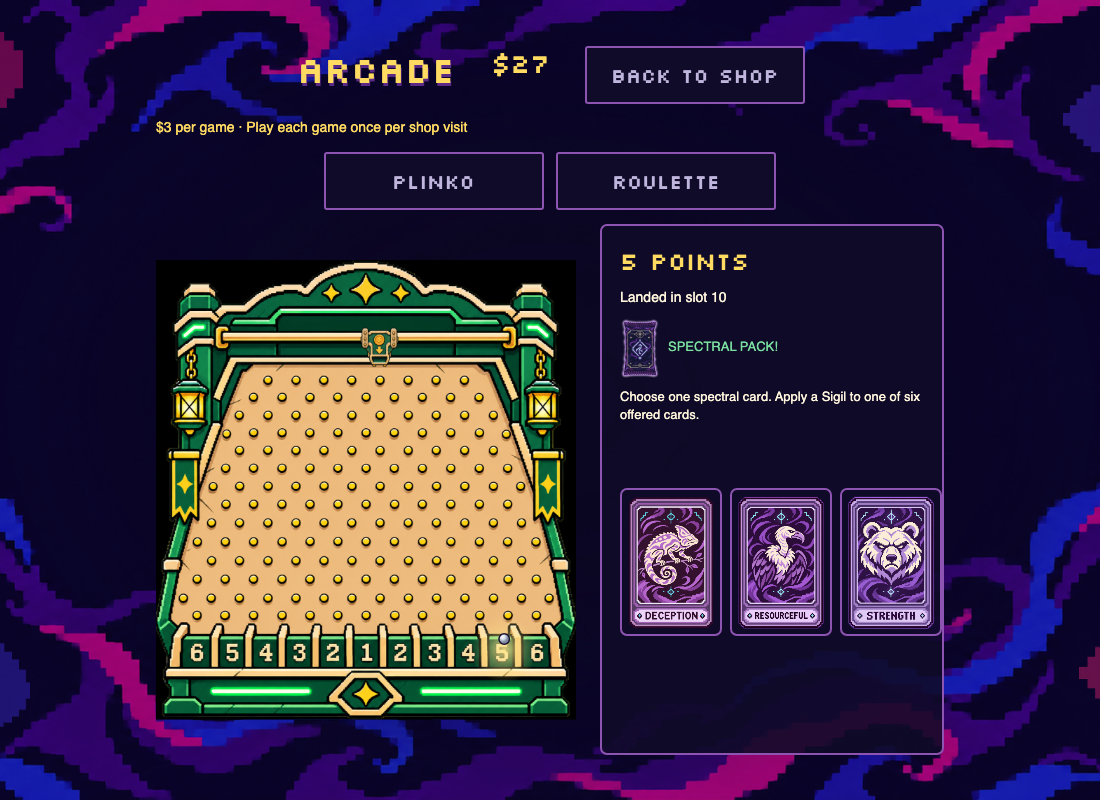 ARCADE
$27
BACK TO SHOP
$3 per game · Play each game once per shop visit
PLINKO
ROULETTE
5 POINTS
Landed in slot 10
SPECTRAL PACK!
Choose one spectral card. Apply a Sigil to one of six
offered cards.
DECEPTION
RESOURCEFUL
STRENGTH
6 5 4 3 2 1 2 3 4 5 6